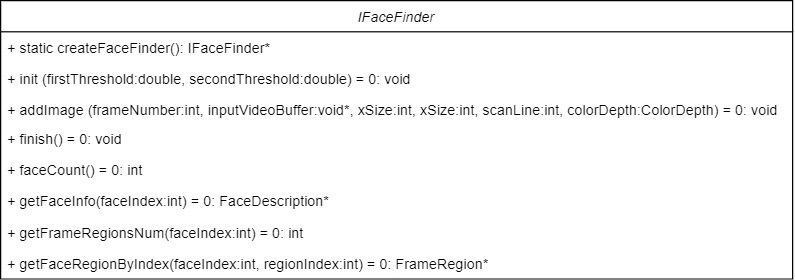 IFaceFinder
+ static createFaceFinder(): IFaceFinder*
+ init (firstThreshold:double, secondThreshold:double) = 0: void
+ addImage (frameNumber:int, inputVideoBuffer:void*, xSize:int, xSize:int, scanLine:int, colorDepth:ColorDepth) = 0: void
+ finish() = 0: void
+ faceCount() = 0: int
+ getFaceInfo(faceIndex:int) = 0: FaceDescription*
+ getFrameRegionsNum(faceIndex:int) = 0: int
+ getFaceRegionByIndex(faceIndex:int, regionIndex:int) = 0: FrameRegion*